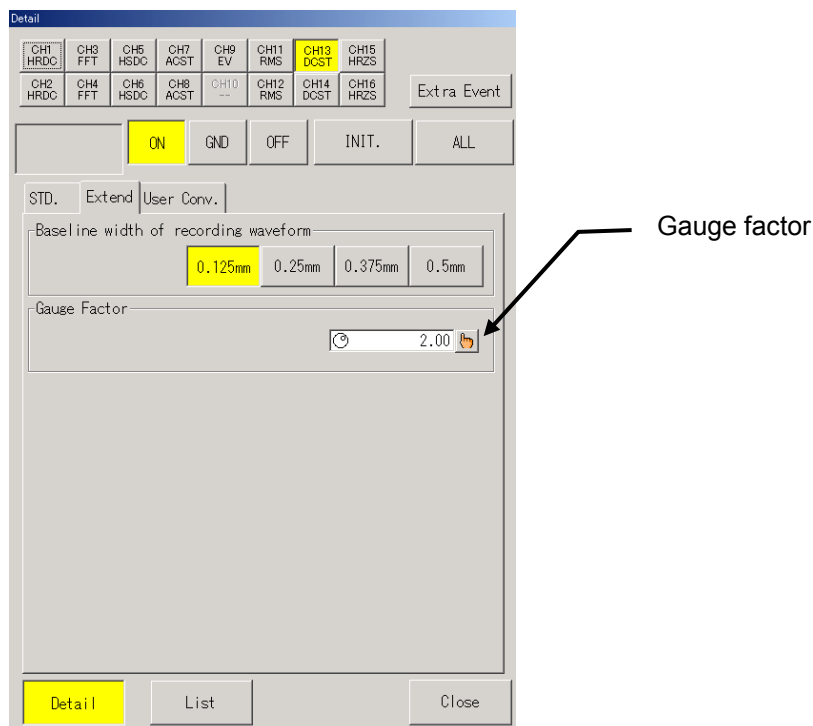 Detail
CH1 CH3 CH5 CH7 CH9 CH11 CH13 CH15
HRDC FFT HSDC ACST EV RMS DCST HRZS
CH2 CH4 CH6 CH8 CH10 CH12 CH14 CH16
HRDC FFT HSDC ACST -- RMS DCST HRZS
Extra Event
ON GND OFF INIT. ALL
STD. Extend User Conv.
Baseline width of recording waveform
0.125mm 0.25mm 0.375mm 0.5mm
Gauge Factor
2.00
Detail List Close
Gauge factor